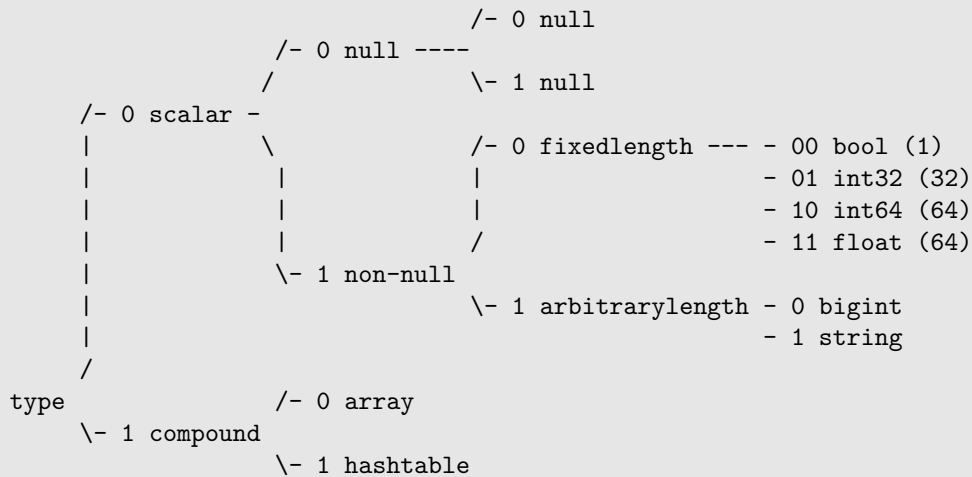 /- 0 null
                 /- 0 null ----
                /             \- 1 null
     /- 0 scalar -
     |          \             /- 0 fixedlength --- - 00 bool (1)
     |           |            |                    - 01 int32 (32)
     |           |            |                    - 10 int64 (64)
     |           |            /                    - 11 float (64)
     |           \- 1 non-null
     |                        \- 1 arbitrarylength - 0 bigint
     |                                             - 1 string
     /
type             /- 0 array
     \- 1 compound
                 \- 1 hashtable